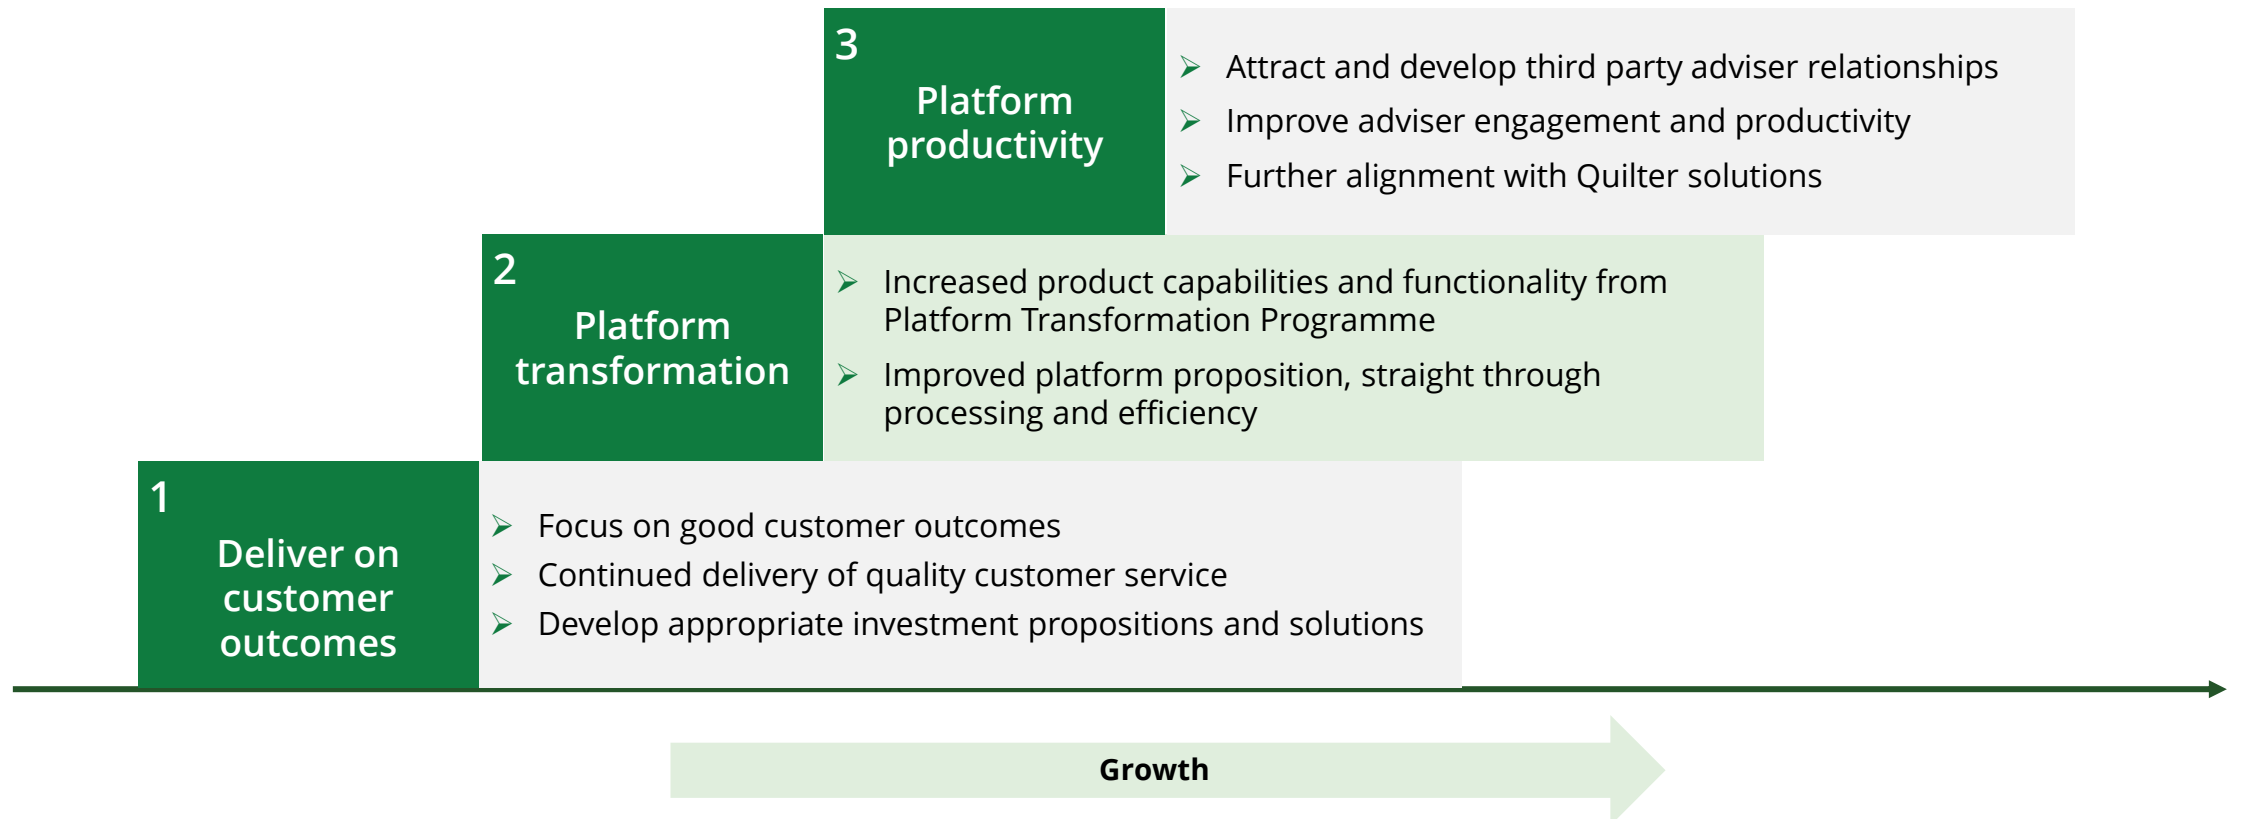 3
Platform
productivity
➢ Attract and develop third party adviser relationships
➢ Improve adviser engagement and productivity
➢ Further alignment with Quilter solutions
2
Platform
transformation
➢ Increased product capabilities and functionality from
Platform Transformation Programme
➢ Improved platform proposition, straight through
processing and efficiency
1
Deliver on
customer
outcomes
➢ Focus on good customer outcomes
➢ Continued delivery of quality customer service
➢ Develop appropriate investment propositions and solutions
Growth